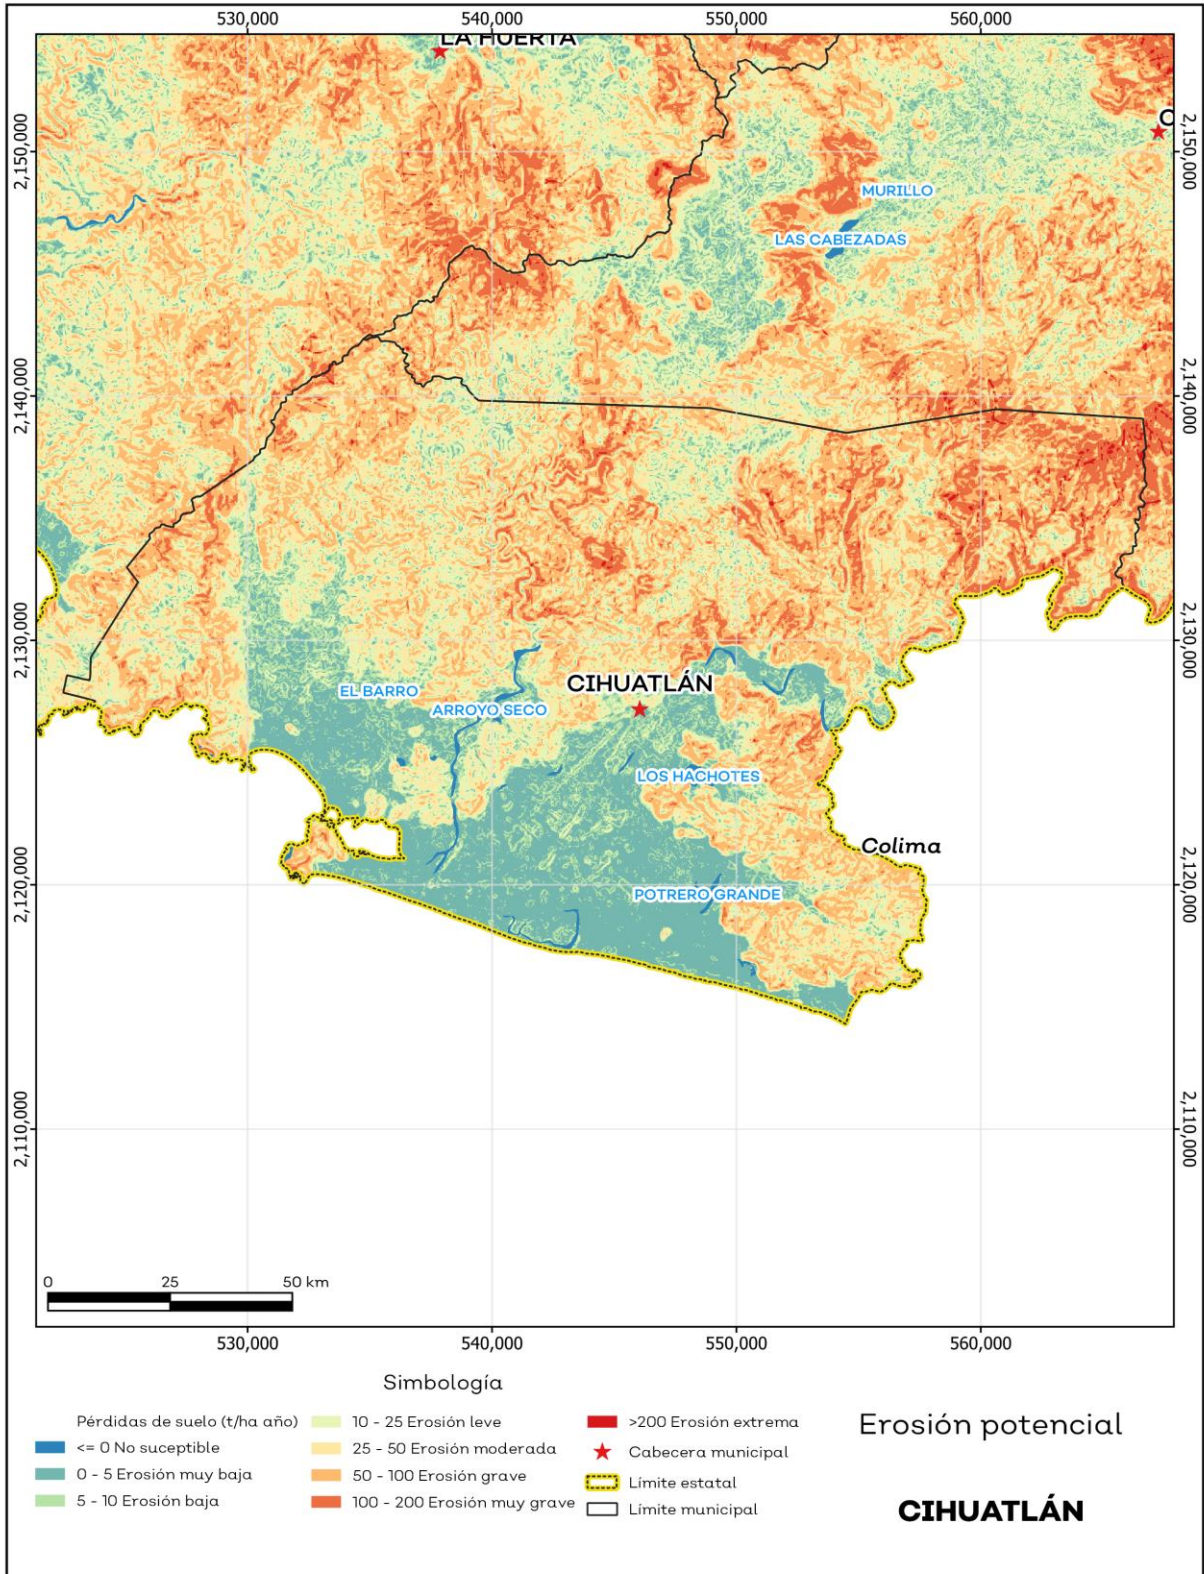 530,000 540,000 550,000 560,000
LA HUERTA
C
2,150,000 2,150,000
MURILLO
LAS CABEZADAS
2,140,000 2,140,000
2,130,000 2,130,000
CIHUATLÁN
EL BARRO
ARROYO SECO
LOS HACHOTES
Colima
2,120,000 2,120,000
POTRERO GRANDE
2,110,000 2,110,000
0 25 50 km
530,000 540,000 550,000 560,000
Simbología
Pérdidas de suelo (t/ha año)
<= 0 No suceptible
0 - 5 Erosión muy baja
5 - 10 Erosión baja
10 - 25 Erosión leve
25 - 50 Erosión moderada
50 - 100 Erosión grave
100 - 200 Erosión muy grave
>200 Erosión extrema
Cabecera municipal
Límite estatal
Límite municipal
Erosión potencial
CIHUATLÁN